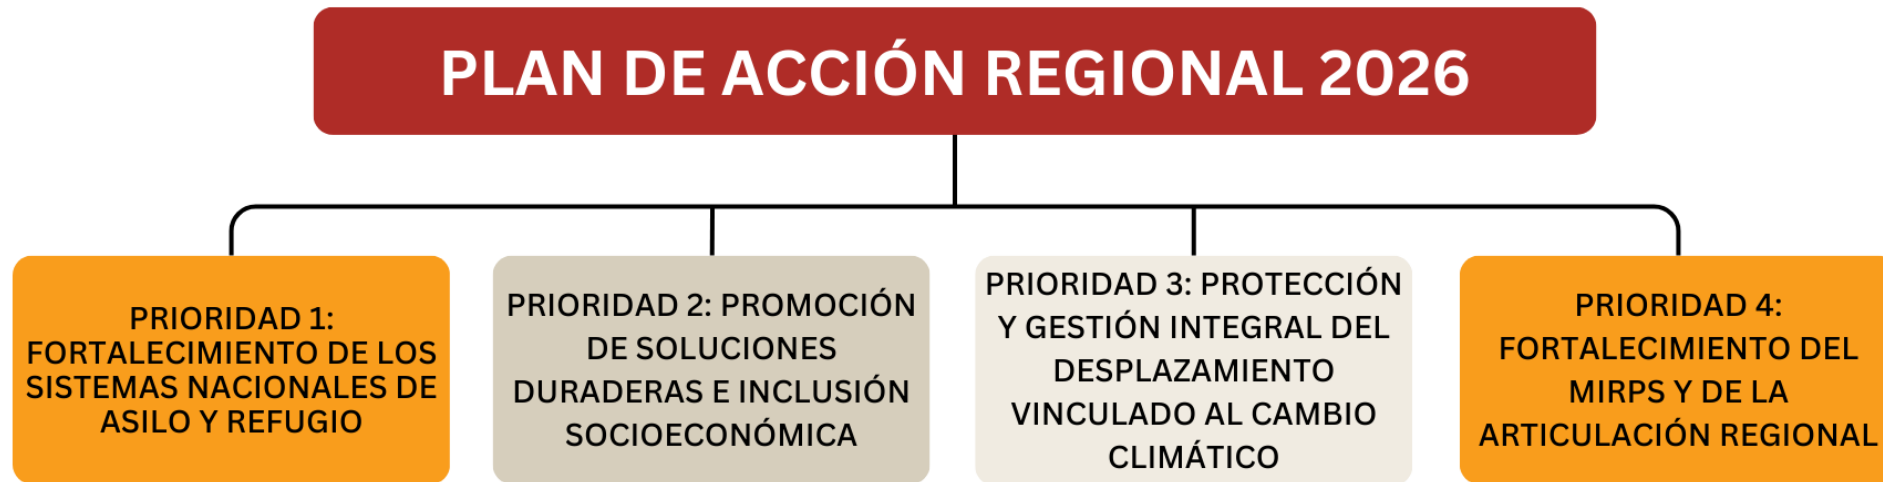 PLAN DE ACCIÓN REGIONAL 2026
PRIORIDAD 1:
FORTALECIMIENTO DE LOS
SISTEMAS NACIONALES DE
ASILO Y REFUGIO
PRIORIDAD 2: PROMOCIÓN
DE SOLUCIONES
DURADERAS E INCLUSIÓN
SOCIOECONÓMICA
PRIORIDAD 3: PROTECCIÓN
Y GESTIÓN INTEGRAL DEL
DESPLAZAMIENTO
VINCULADO AL CAMBIO
CLIMÁTICO
PRIORIDAD 4:
FORTALECIMIENTO DEL
MIRPS Y DE LA
ARTICULACIÓN REGIONAL